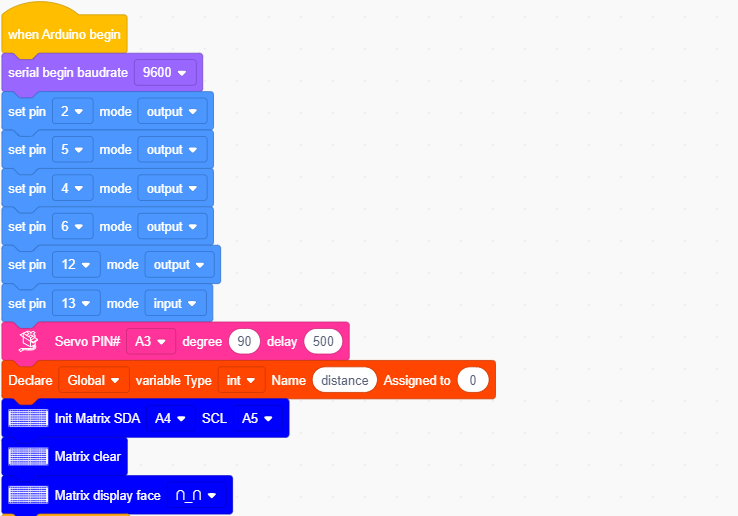 when Arduino begin
serial begin baudrate 9600
set pin 2 mode output
set pin 5 mode output
set pin 4 mode output
set pin 6 mode output
set pin 12 mode output
set pin 13 mode input
Servo PIN# A3 degree 90 delay 500
Declare Global variable Type int Name distance Assigned to 0
Init Matrix SDA A4 SCL A5
Matrix clear
Matrix display face ∩_∩